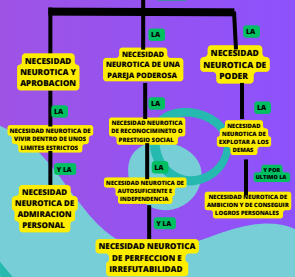 LA
LA
NECESIDAD
NEUROTICA Y
APROBACION
NECESIDAD
NEUROTICA DE UNA
PAREJA PODEROSA
NECESIDAD
NEUROTICA DE
PODER
LA
LA
LA
NECESIDAD NEUROTICA DE
VIVIR DENTRO DE UNOS
LIMITES ESTRICTOS
NECESIDAD NEUROTICA
DE RECONOCIMINETO O
PRESTIGIO SOCIAL
NECESIDAD
NEUROTICA DE
EXPLOTAR A LOS
DEMAS
Y LA
LA
Y POR
ULTIMO LA
NECESIDAD
NEUROTICA DE
ADMIRACION
PERSONAL
NECESIDAD NEUROTICA DE
AUTOSUFICIENTE E
INDEPENDENCIA
NECESIDAD NEUROTICA DE
AMBICION Y DE CONSEGUIR
LOGROS PERSONALES
Y LA
NECESIDAD NEUROTICA
DE PERFECCION E
IRREFUTABILIDAD